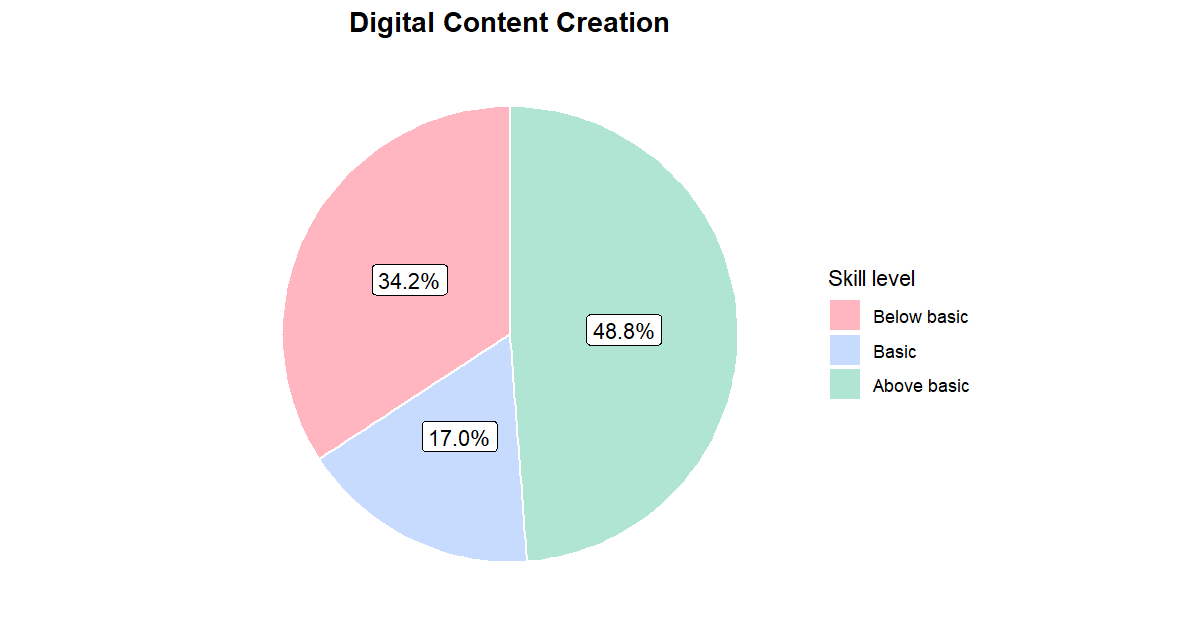 Digital Content Creation
34.2%
48.8%
17.0%
Skill level
Below basic
Basic
Above basic